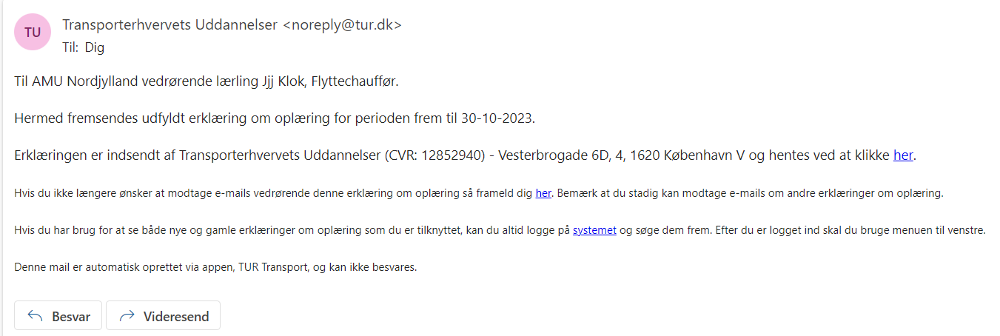 TU
Transporterhvervets Uddannelser <noreply@tur.dk>
Til: Dig
Til AMU Nordjylland vedrørende lærling Jjj Klok, Flyttechauffør.
Hermed fremsendes udfyldt erklæring om oplæring for perioden frem til 30-10-2023.
Erklæringen er indsendt af Transporterhvervets Uddannelser (CVR: 12852940) - Vesterbrogade 6D, 4, 1620 København V og hentes ved at klikke her.
Hvis du ikke længere ønsker at modtage e-mails vedrørende denne erklæring om oplæring så frameld dig her. Bemærk at du stadig kan modtage e-mails om andre erklæringer om oplæring.
Hvis du har brug for at se både nye og gamle erklæringer om oplæring som du er tilknyttet, kan du altid logge på systemet og søge dem frem. Efter du er logget ind skal du bruge menuen til venstre.
Denne mail er automatisk oprettet via appen, TUR Transport, og kan ikke besvares.
Besvar Videresend